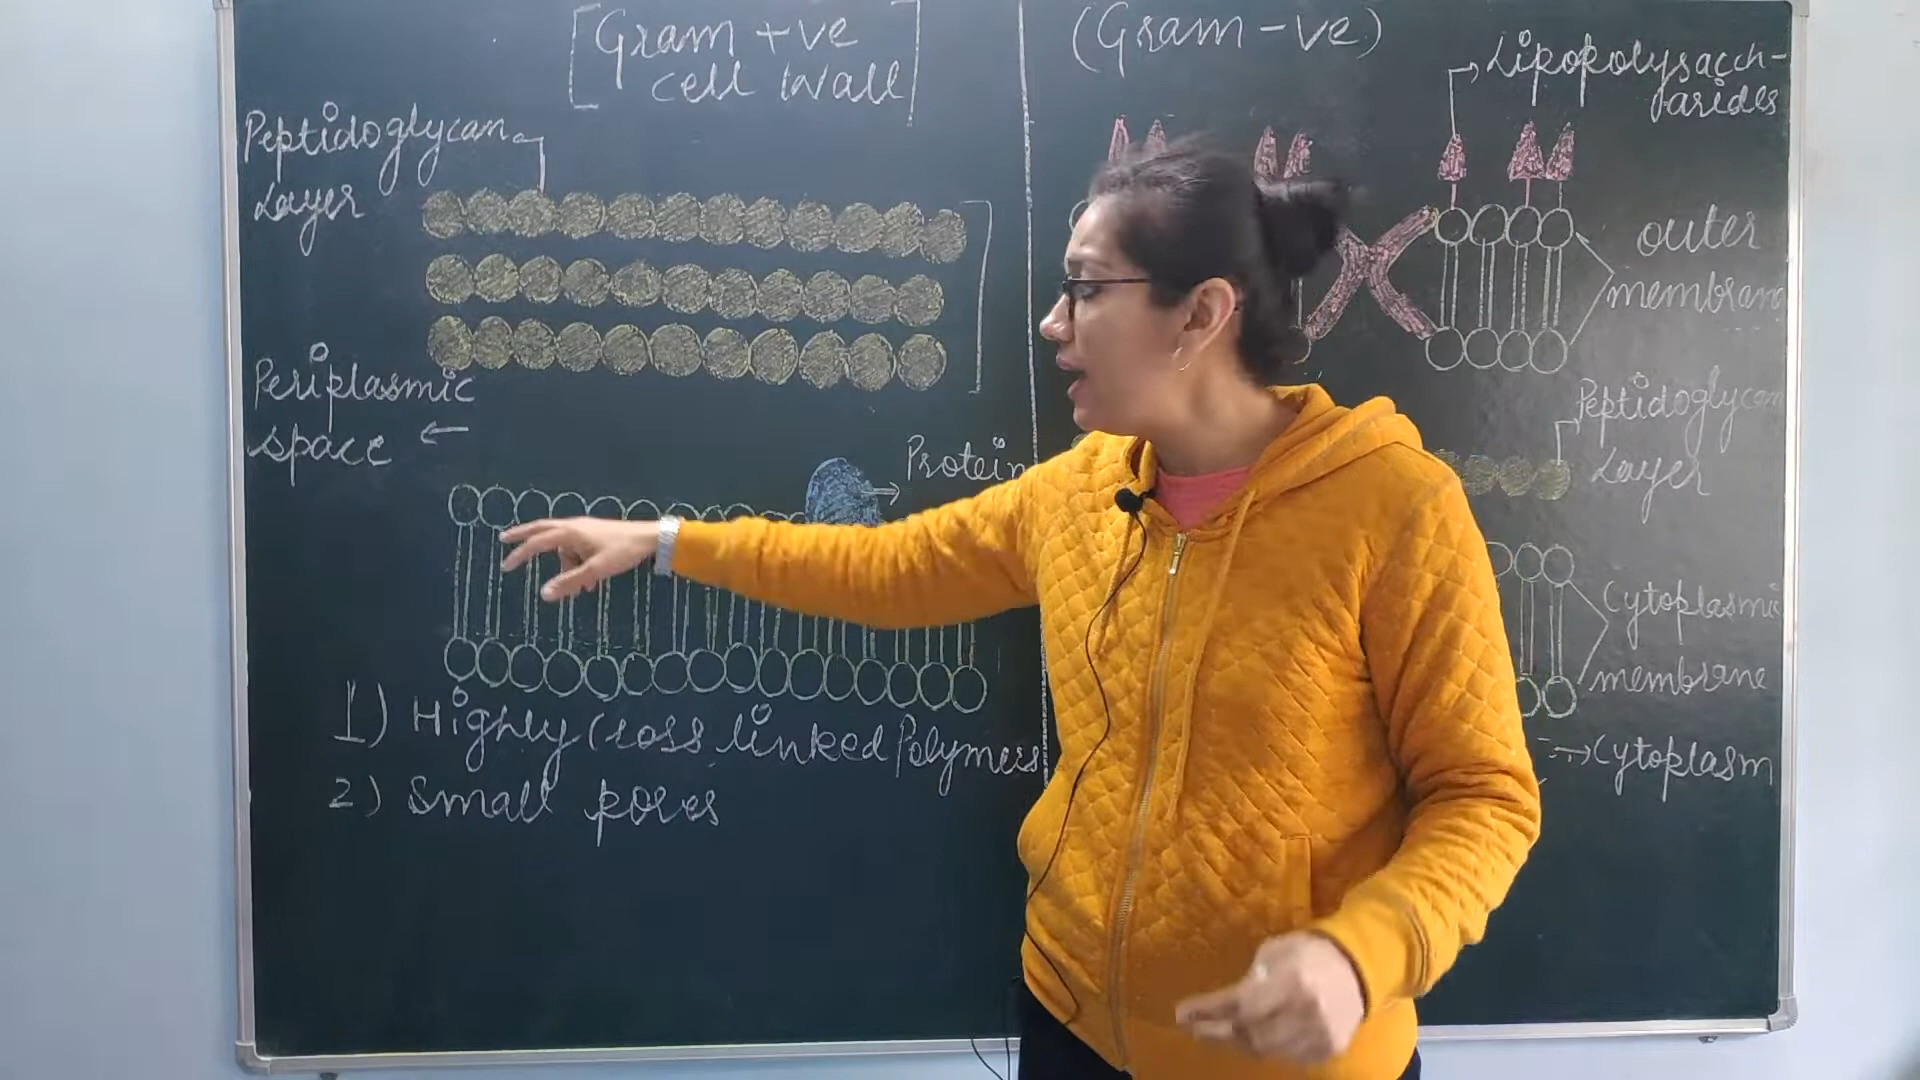 [Gram +ve
cell wall]
Peptidoglycan
Layer
Periplasmic
space
Protein
1) Highly Cross linked Polymers
2) Small pores
(Gram -ve)
Lipopolysacch-
arides
outer
membran
Peptidoglycan
Layer
Cytoplasmic
membrane
Cytoplasm